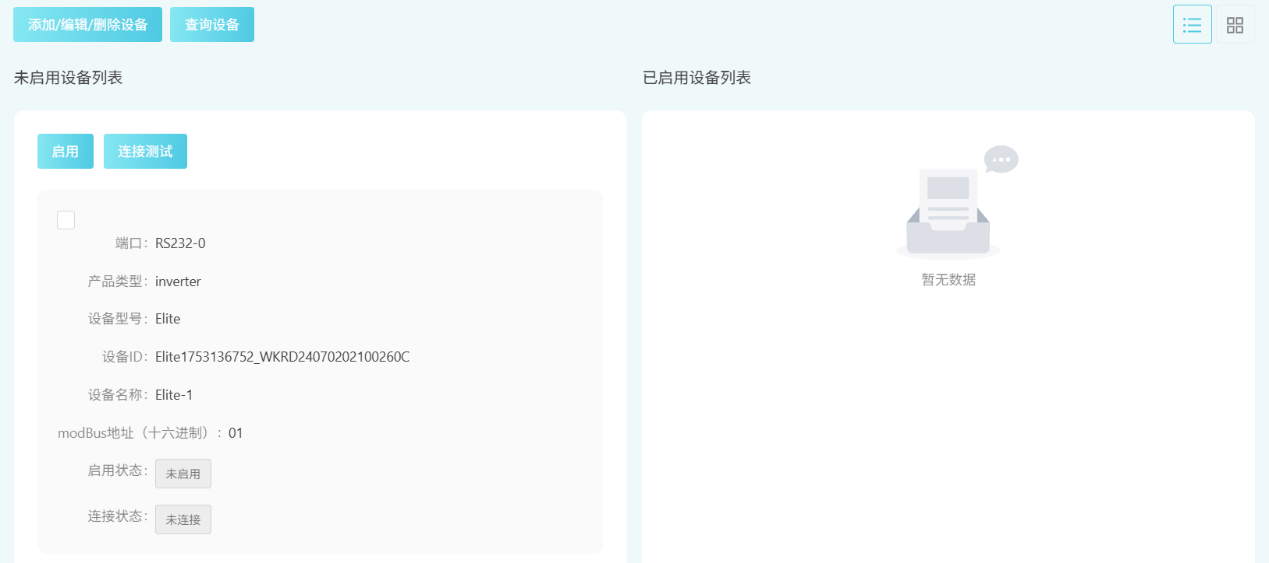 添加/编辑/删除设备
查询设备
未启用设备列表
已启用设备列表
启用
连接测试
端口： RS232-0
产品类型： inverter
设备型号： Elite
设备ID： Elite1753136752_WKRD24070202100260C
设备名称： Elite-1
modBus地址（十六进制）： 01
启用状态： 未启用
连接状态： 未连接
暂无数据